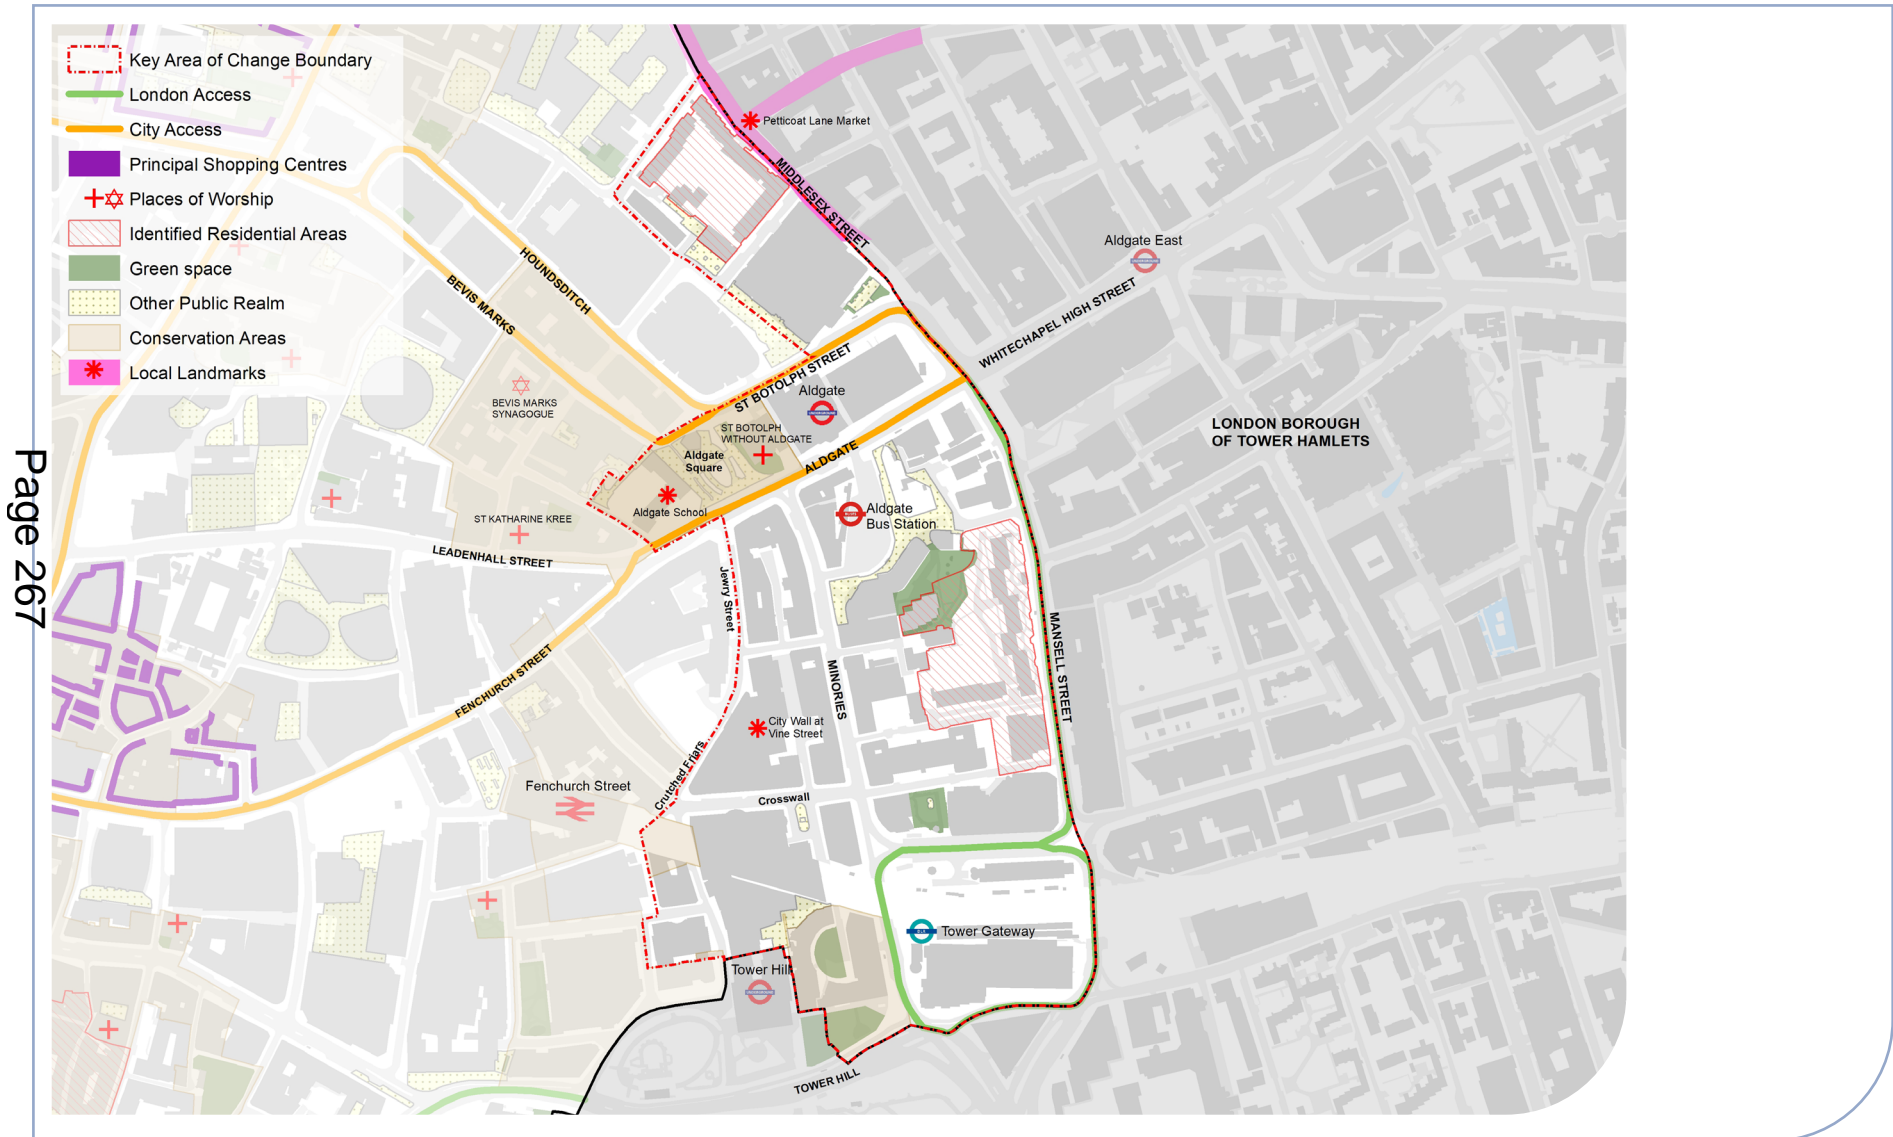 Key Area of Change Boundary
London Access
City Access
Principal Shopping Centres
Places of Worship
Identified Residential Areas
Green space
Other Public Realm
Conservation Areas
Local Landmarks
Petticoat Lane Market
MIDDLESEX STREET
HOUNDSDITCH
BEVIS MARKS
Aldgate East
WHITECHAPEL HIGH STREET
ST BOTOLPH STREET
Aldgate
BEVIS MARKS
SYNAGOGUE
ST BOTOLPH
WITHOUT ALDGATE
Aldgate
Square
ALDGATE
LONDON BOROUGH
OF TOWER HAMLETS
Aldgate School
Aldgate
Bus Station
ST KATHARINE KREE
LEADENHALL STREET
Jewry Street
MINORIES
MANSELL STREET
FENCHURCH STREET
City Wall at
Vine Street
Crutched Friars
Fenchurch Street
Crosswall
Tower Gateway
Tower Hill
TOWER HILL
Page 267